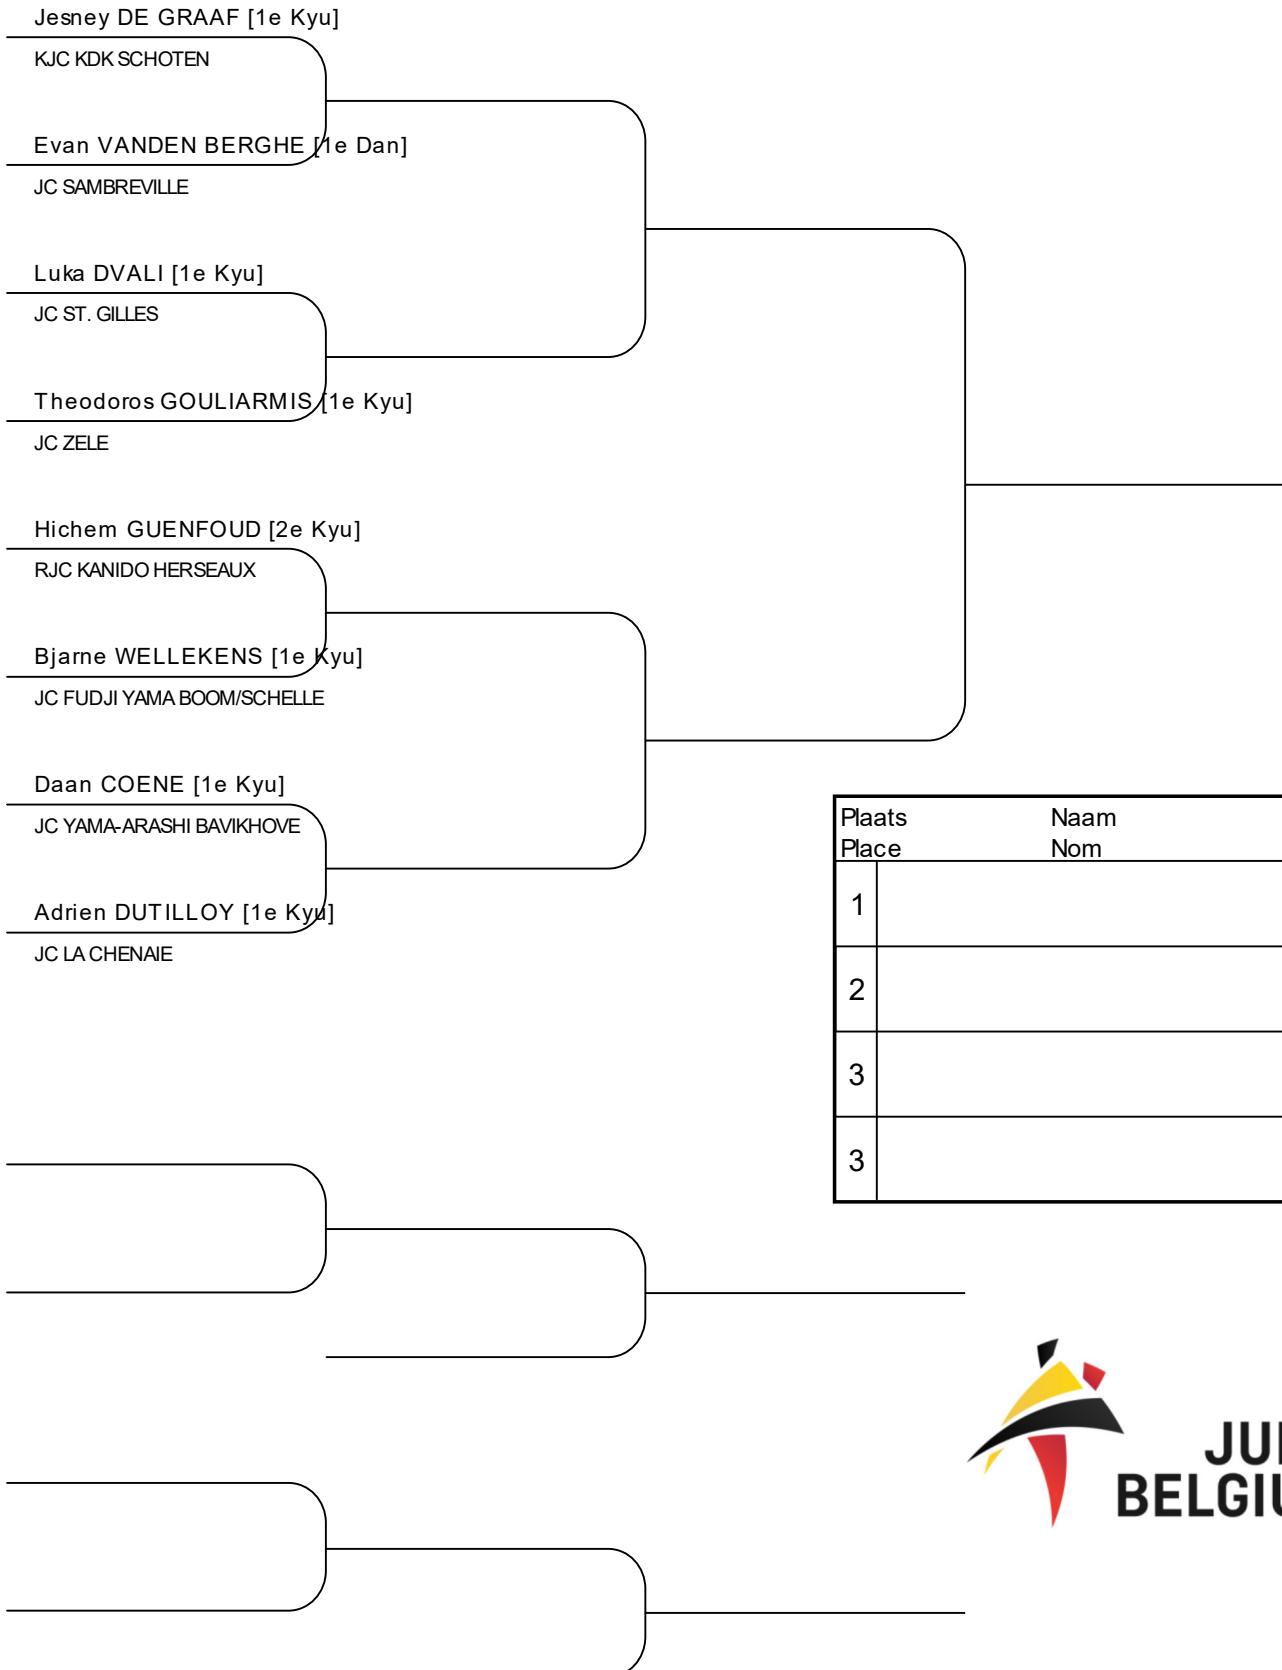 Jesney DE GRAAF [1e Kyu]
KJC KDK SCHOTEN
Evan VANDEN BERGHE [1e Dan]
JC SAMBREVILLE
Luka DVALI [1e Kyu]
JC ST. GILLES
Theodoros GOULIARMIS [1e Kyu]
JC ZELE
Hichem GUENFOUD [2e Kyu]
RJC KANIDO HERSEAUX
Bjarne WELLEKENS [1e Kyu]
JC FUDJI YAMA BOOM/SCHELLE
Daan COENE [1e Kyu]
JC YAMA-ARASHI BAVIKHOVE
Adrien DUTILLOY [1e Kyu]
JC LA CHENAIE
Plaats Naam
Place Nom
1
2
3
3
JU
BELGIU